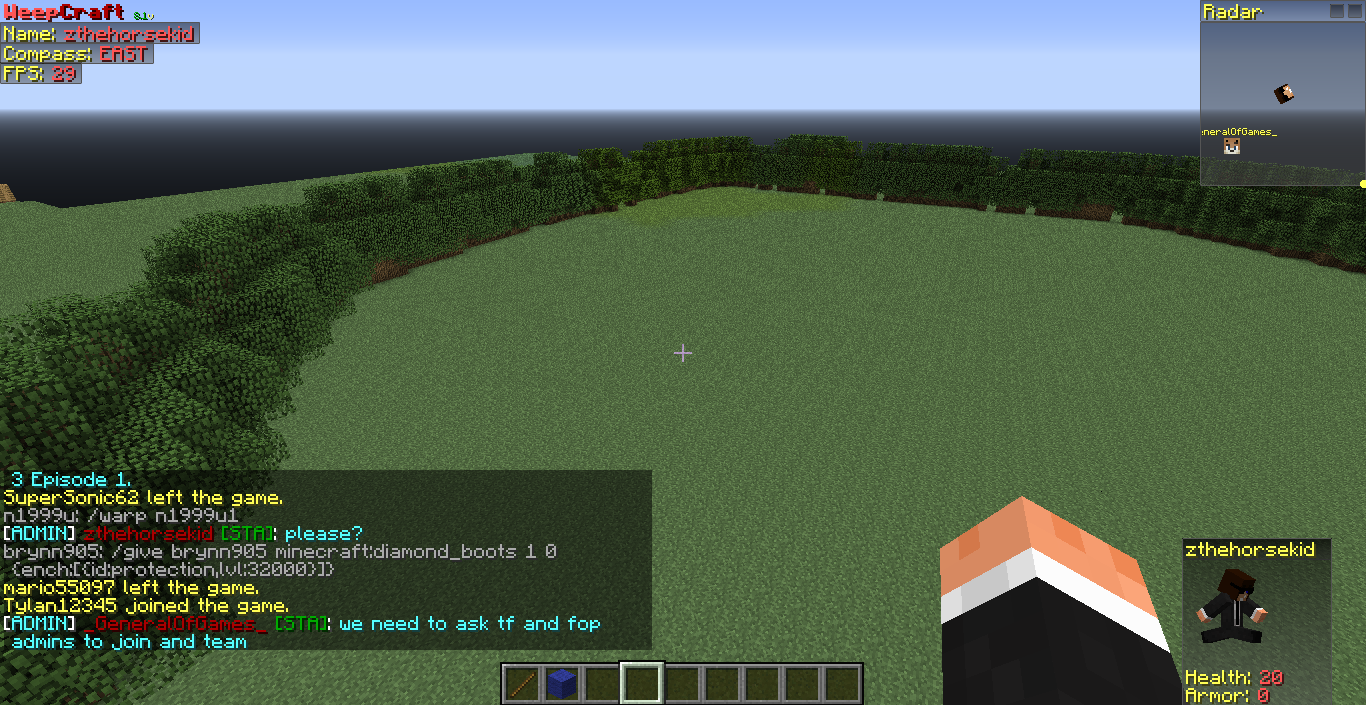 WeepCraft 8.1v
Name: zthehorsekid
Compass: EAST
FPS: 29
Radar
eneralOfGames_
3 Episode 1.
SuperSonic62 left the game.
n1999u: /warp n1999u1
[ADMIN] zthehorsekid [STA]: please?
brynn905: /give brynn905 minecraft:diamond_boots 1 0
{ench:[{id:protection,lvl:32000}]}
mario55097 left the game.
Tylan12345 joined the game.
[ADMIN] _GeneralOfGames_ [STA]: we need to ask tf and fop
admins to join and team
zthehorsekid
Health: 20
Armor: 0